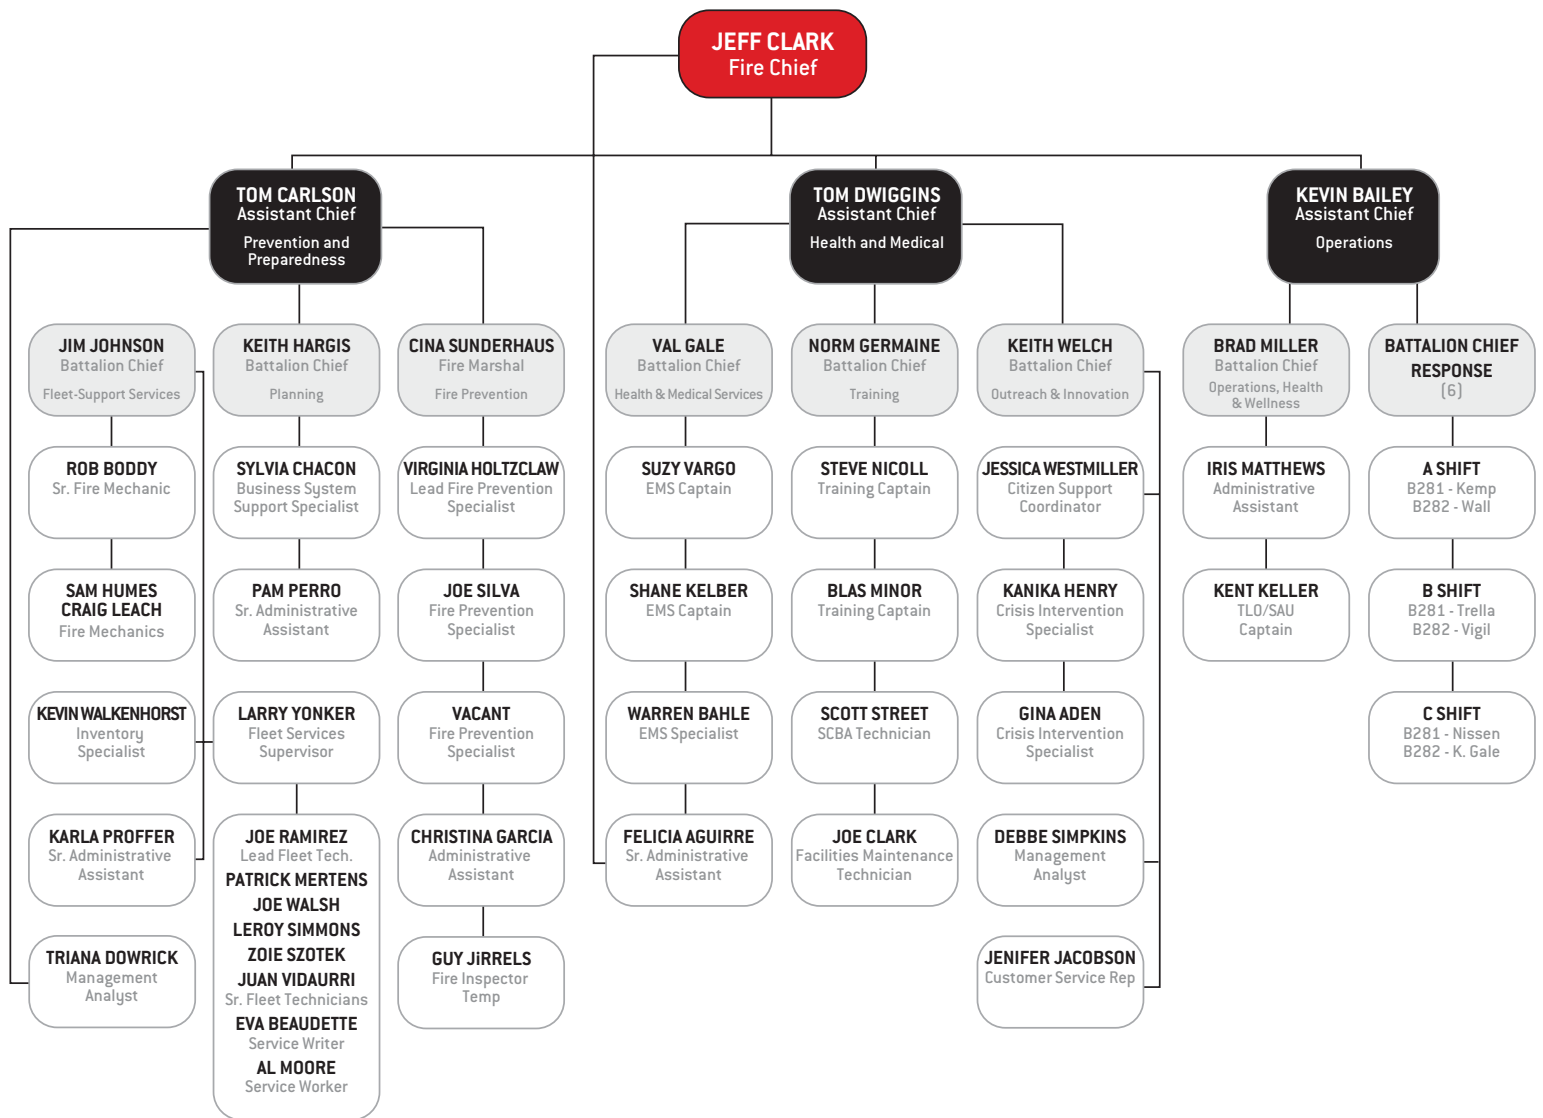 JEFF CLARK
Fire Chief
TOM CARLSON
Assistant Chief
Prevention and
Preparedness
TOM DWIGGINS
Assistant Chief
Health and Medical
KEVIN BAILEY
Assistant Chief
Operations
JIM JOHNSON
Battalion Chief
Fleet-Support Services
KEITH HARGIS
Battalion Chief
Planning
CINA SUNDERHAUS
Fire Marshal
Fire Prevention
VAL GALE
Battalion Chief
Health & Medical Services
NORM GERMAINE
Battalion Chief
Training
KEITH WELCH
Battalion Chief
Outreach & Innovation
BRAD MILLER
Battalion Chief
Operations, Health
& Wellness
BATTALION CHIEF
RESPONSE
(6)
ROB BODDY
Sr. Fire Mechanic
SYLVIA CHACON
Business System
Support Specialist
VIRGINIA HOLTZCLAW
Lead Fire Prevention
Specialist
SUZY VARGO
EMS Captain
STEVE NICOLL
Training Captain
JESSICA WESTMILLER
Citizen Support
Coordinator
IRIS MATTHEWS
Administrative
Assistant
A SHIFT
B281 - Kemp
B282 - Wall
SAM HUMES
CRAIG LEACH
Fire Mechanics
PAM PERRO
Sr. Administrative
Assistant
JOE SILVA
Fire Prevention
Specialist
SHANE KELBER
EMS Captain
BLAS MINOR
Training Captain
KANIKA HENRY
Crisis Intervention
Specialist
KENT KELLER
TLO/SAU
Captain
B SHIFT
B281 - Trella
B282 - Vigil
KEVIN WALKENHORST
Inventory
Specialist
LARRY YONKER
Fleet Services
Supervisor
VACANT
Fire Prevention
Specialist
WARREN BAHLE
EMS Specialist
SCOTT STREET
SCBA Technician
GINA ADEN
Crisis Intervention
Specialist
C SHIFT
B281 - Nissen
B282 - K. Gale
KARLA PROFFER
Sr. Administrative
Assistant
JOE RAMIREZ
Lead Fleet Tech.
PATRICK MERTENS
JOE WALSH
LEROY SIMMONS
ZOIE SZOTEK
JUAN VIDAURRI
Sr. Fleet Technicians
EVA BEAUDETTE
Service Writer
AL MOORE
Service Worker
CHRISTINA GARCIA
Administrative
Assistant
FELICIA AGUIRRE
Sr. Administrative
Assistant
JOE CLARK
Facilities Maintenance
Technician
DEBBE SIMPKINS
Management
Analyst
TRIANA DOWRICK
Management
Analyst
GUY JiRRELS
Fire Inspector
Temp
JENIFER JACOBSON
Customer Service Rep